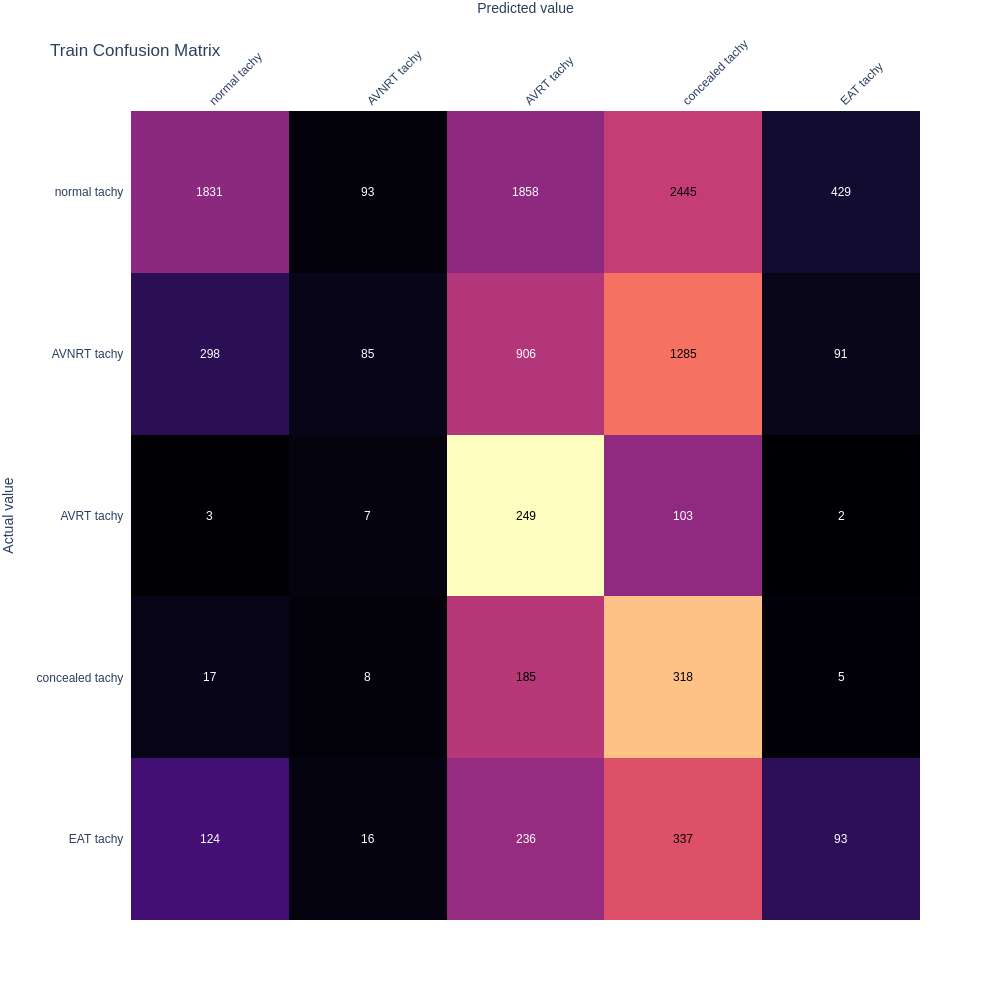 Predicted value
Train Confusion Matrix
normal tachy
AVNRT tachy
AVRT tachy
concealed tachy
EAT tachy
Actual value
normal tachy 1831 93 1858 2445 429
AVNRT tachy 298 85 906 1285 91
AVRT tachy 3 7 249 103 2
concealed tachy 17 8 185 318 5
EAT tachy 124 16 236 337 93